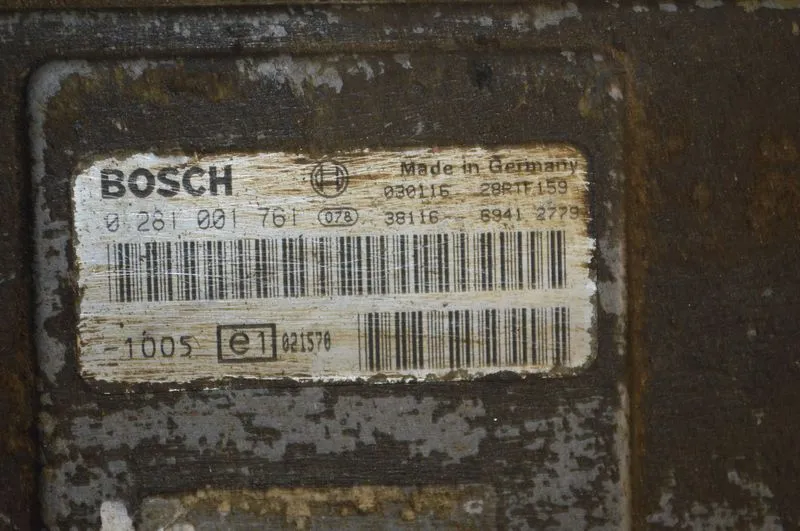 BOSCH Made in Germany
030116 28RTF159
0 281 001 761 078 38116 6941 2779
-1005 e1 021570